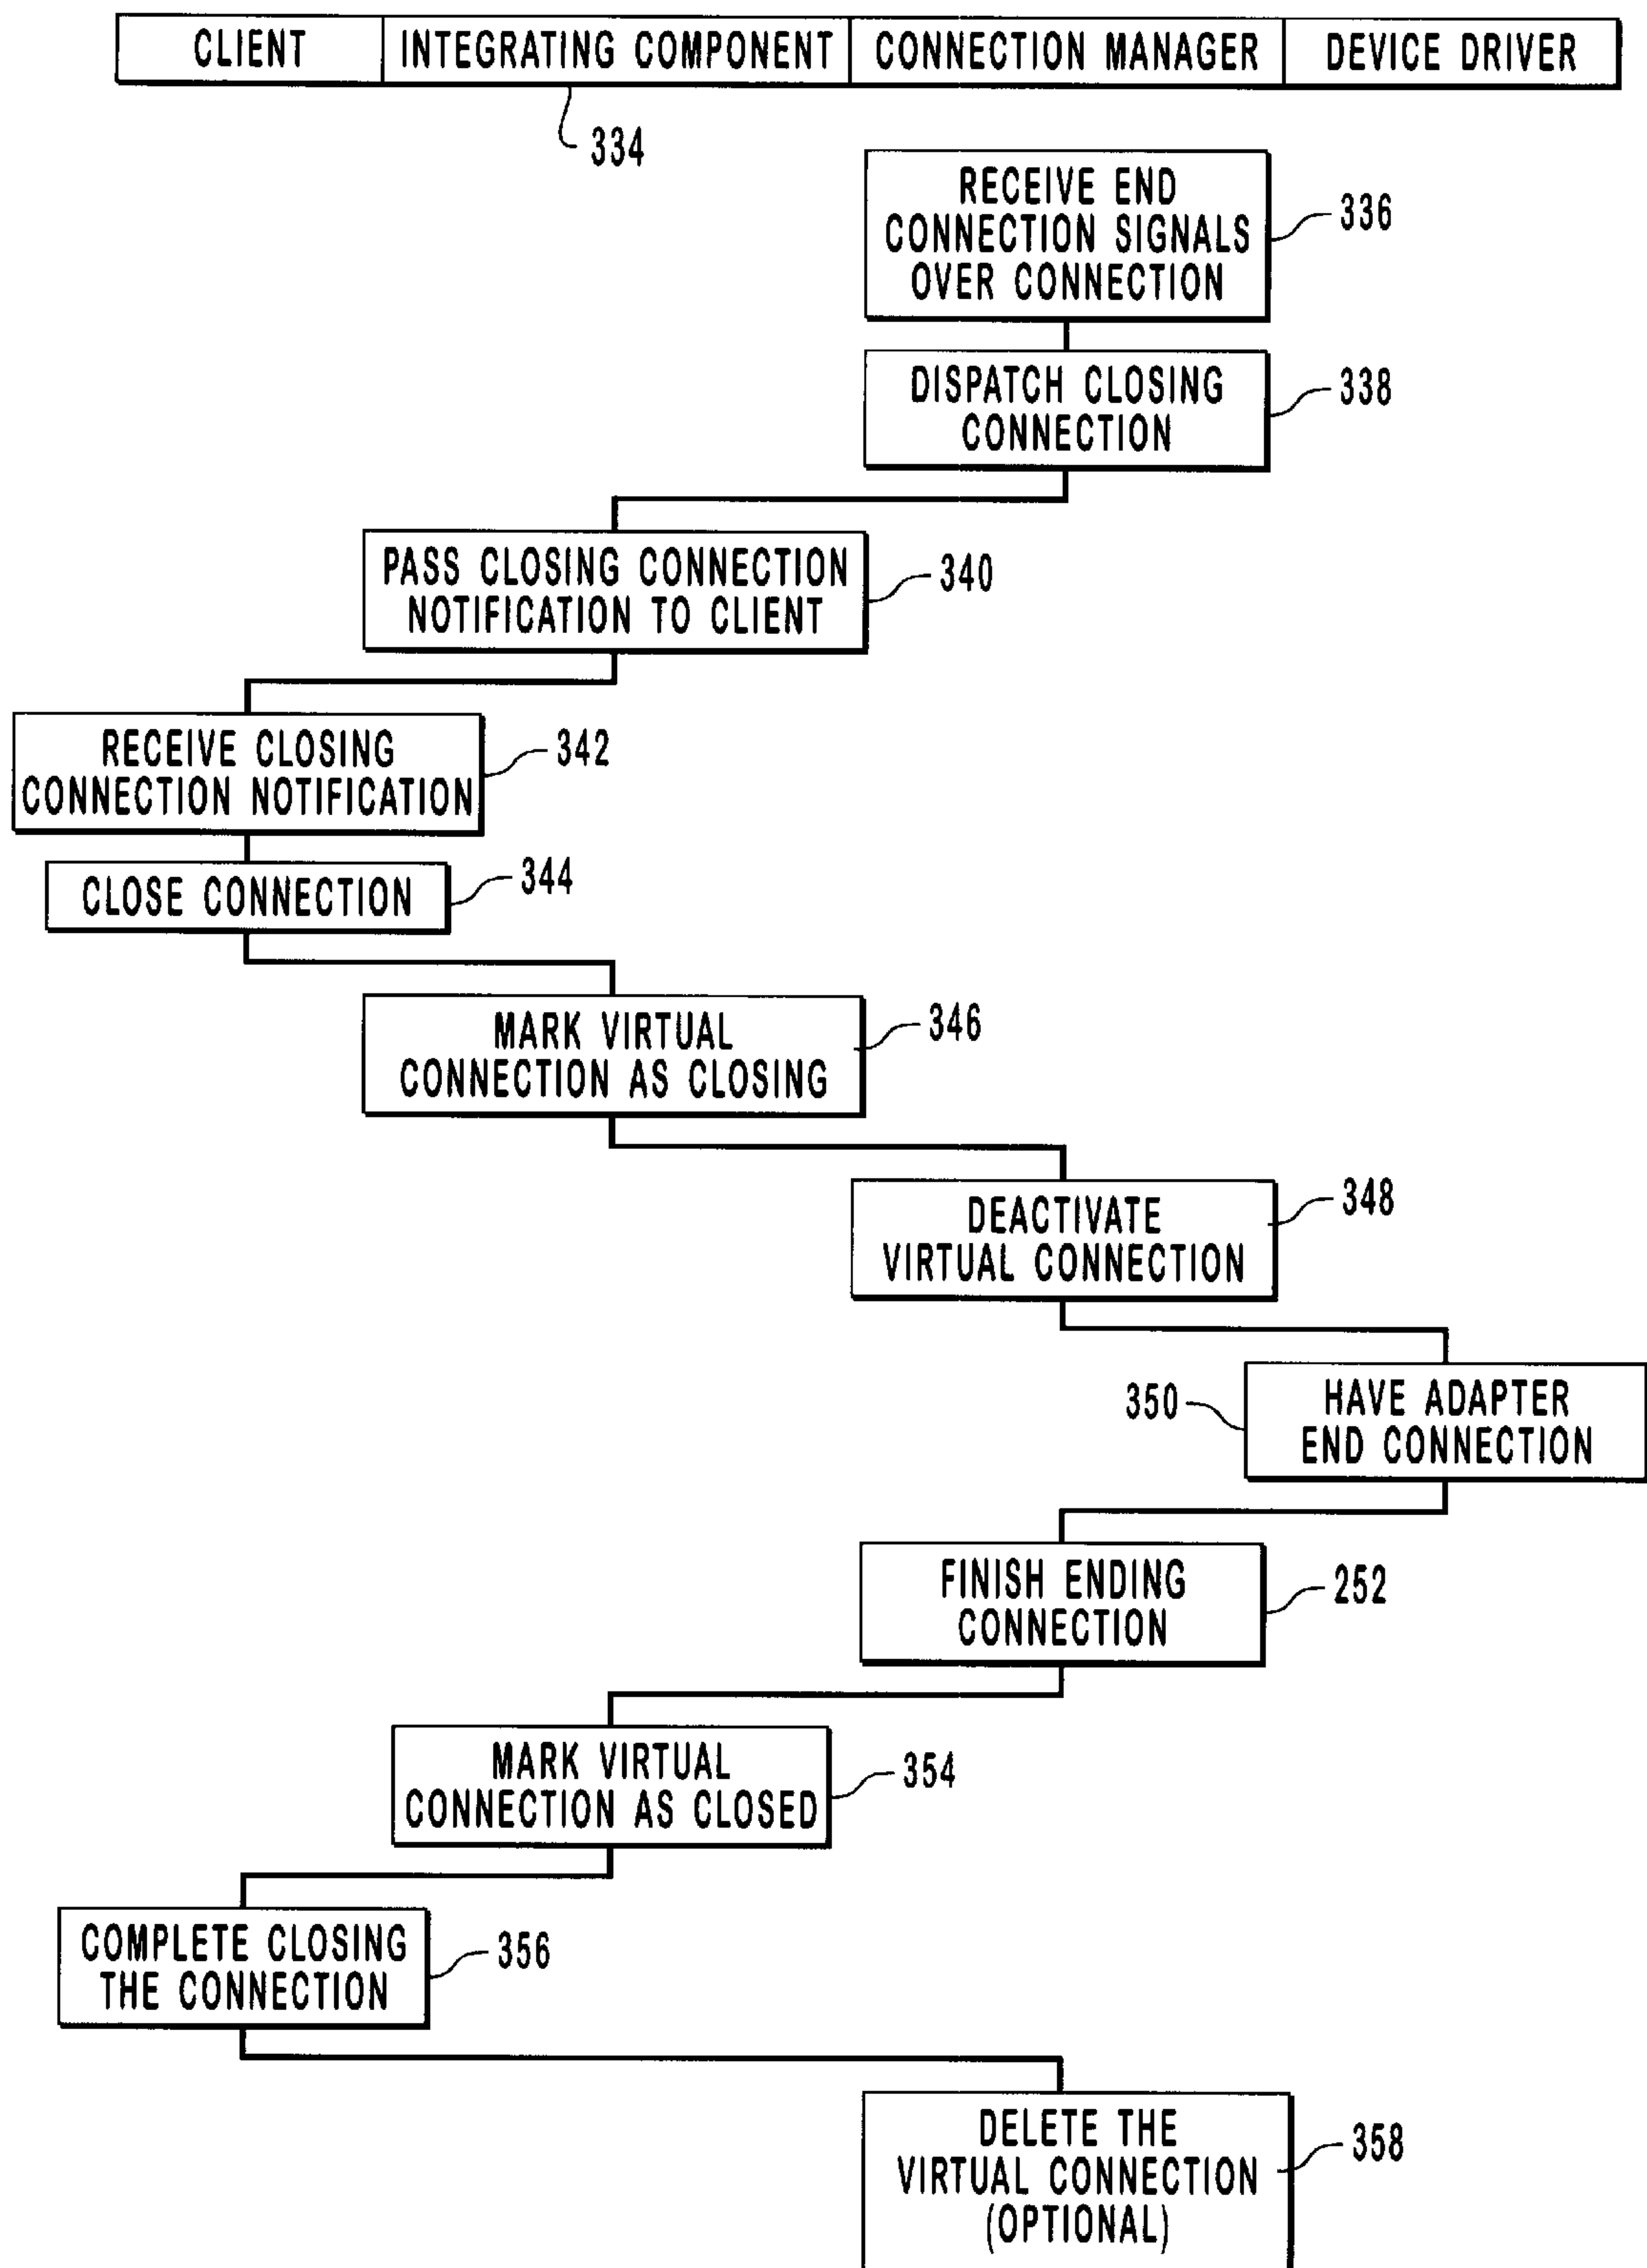 CLIENT INTEGRATING COMPONENT CONNECTION MANAGER DEVICE DRIVER
334
RECEIVE END
CONNECTION SIGNALS
OVER CONNECTION
336
DISPATCH CLOSING
CONNECTION
338
PASS CLOSING CONNECTION
NOTIFICATION TO CLIENT
340
RECEIVE CLOSING
CONNECTION NOTIFICATION
342
CLOSE CONNECTION
344
MARK VIRTUAL
CONNECTION AS CLOSING
346
DEACTIVATE
VIRTUAL CONNECTION
348
350
HAVE ADAPTER
END CONNECTION
FINISH ENDING
CONNECTION
252
MARK VIRTUAL
CONNECTION AS CLOSED
354
COMPLETE CLOSING
THE CONNECTION
356
DELETE THE
VIRTUAL CONNECTION
(OPTIONAL)
358